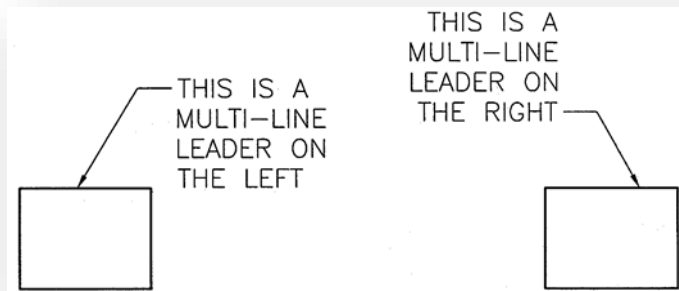 THIS IS A
MULTI-LINE
LEADER ON
THE LEFT
THIS IS A
MULTI-LINE
LEADER ON
THE RIGHT